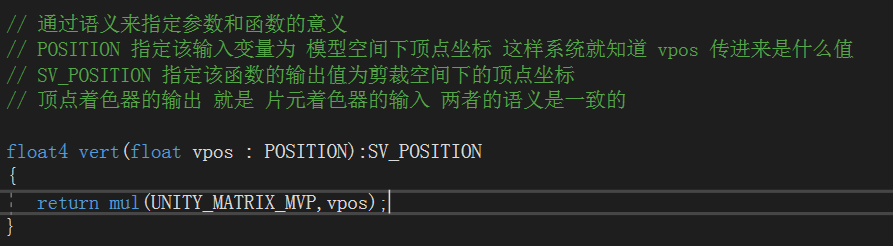 // 通过语义来指定参数和函数的意义
// POSITION 指定该输入变量为 模型空间下顶点坐标 这样系统就知道 vpos 传进来是什么值
// SV_POSITION 指定该函数的输出值为剪裁空间下的顶点坐标
// 顶点着色器的输出 就是 片元着色器的输入 两者的语义是一致的
float4 vert(float vpos : POSITION):SV_POSITION
{
return mul(UNITY_MATRIX_MVP,vpos);
}